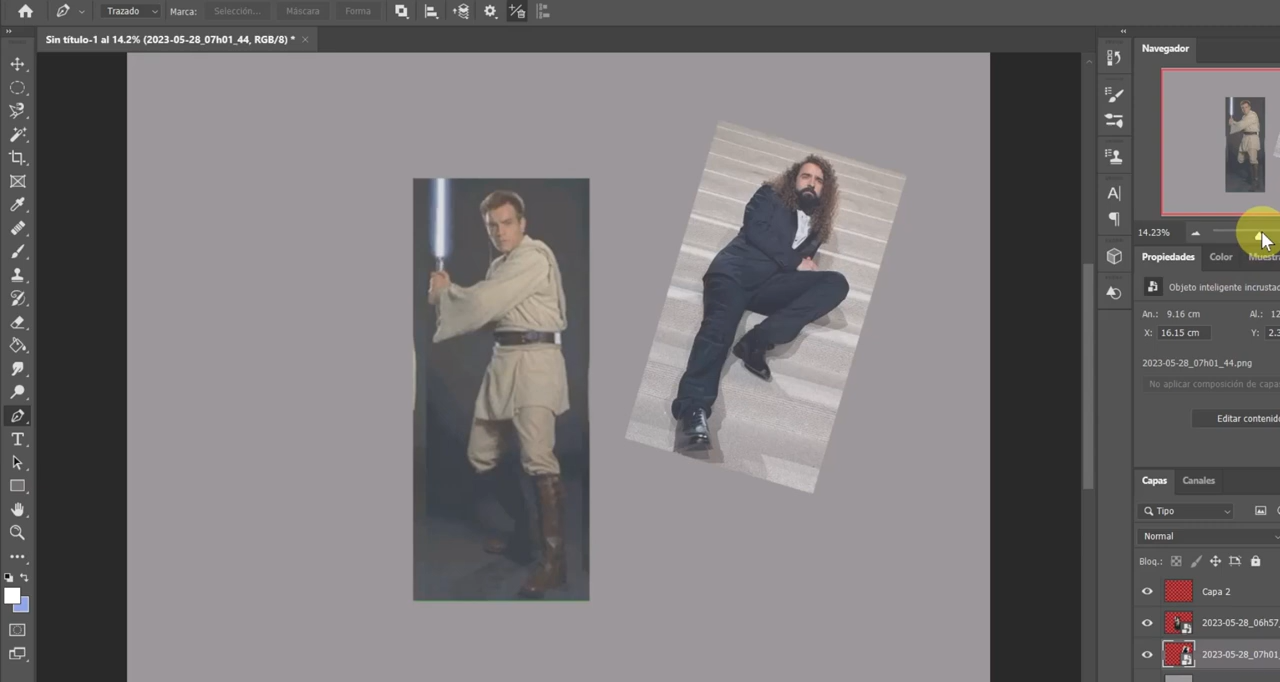 Trazado
Marca:
Selección...
Máscara
Forma
Sin título-1 al 14.2% (2023-05-28_07h01_44, RGB/8) *
Navegador
14.23%
Propiedades
Color
Muestr
Objeto inteligente incrustad
An.: 9.16 cm
Al.: 12
X: 16.15 cm
Y: 2.3
2023-05-28_07h01_44.png
No aplicar composición de capas
Editar contenido
Capas
Canales
Tipo
Normal
Bloq.:
Capa 2
2023-05-28_06h57_
2023-05-28_07h01_